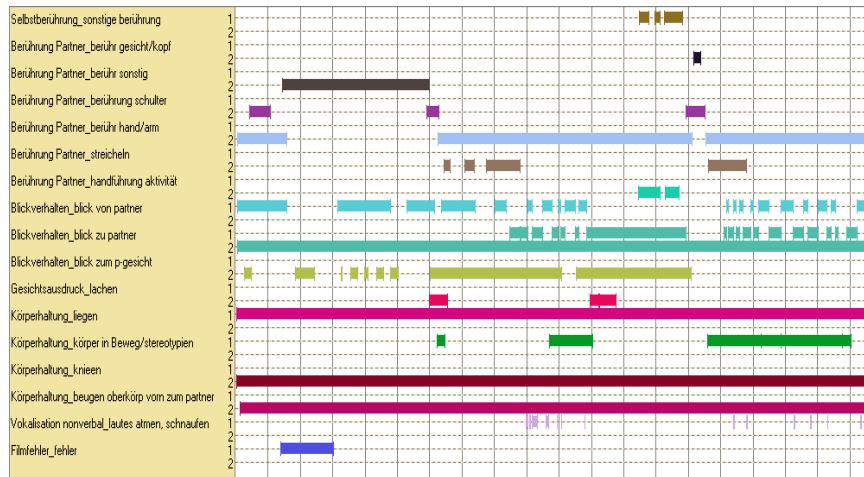 Selbstberührung_sonstige berührung 1
2
Berührung Partner_berühr gesicht/kopf 1
2
Berührung Partner_berühr sonstig 1
2
Berührung Partner_berührung schulter 1
2
Berührung Partner_berühr hand/arm 1
2
Berührung Partner_streicheln 1
2
Berührung Partner_handführung aktivität 1
2
Blickverhalten_blick von partner 1
2
Blickverhalten_blick zu partner 1
2
Blickverhalten_blick zum p-gesicht 1
2
Gesichtsausdruck_lachen 1
2
Körperhaltung_liegen 1
2
Körperhaltung_körper in Beweg/stereotypien 1
2
Körperhaltung_knieen 1
2
Körperhaltung_beugen oberkörp vorn zum partner 1
2
Vokalisation nonverbal_lautes atmen, schnaufen 1
2
Filmfehler_fehler 1
2